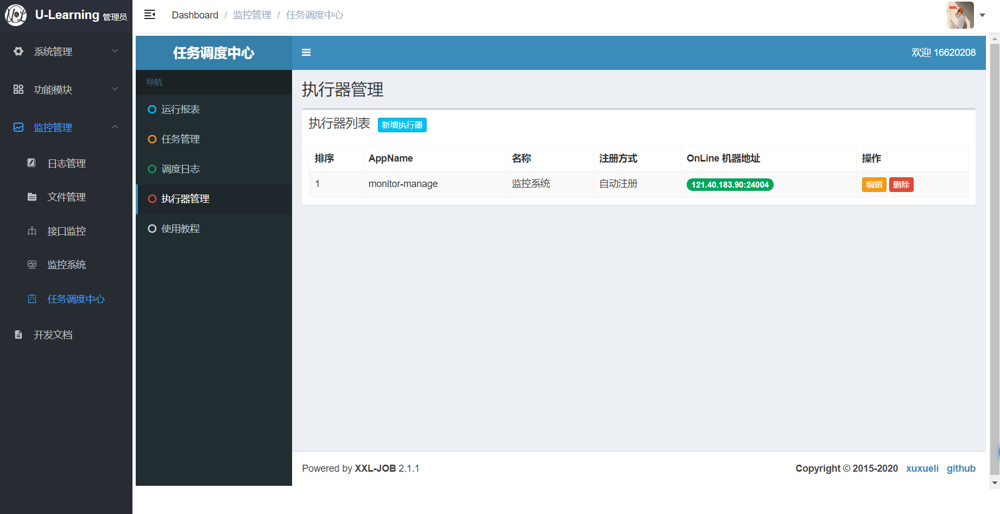 U-Learning 管理员
Dashboard / 监控管理 / 任务调度中心
系统管理
功能模块
监控管理
日志管理
文件管理
接口监控
监控系统
任务调度中心
开发文档
任务调度中心
欢迎 16620208
导航
运行报表
任务管理
调度日志
执行器管理
使用教程
执行器管理
执行器列表 新增执行器
排序 AppName 名称 注册方式 OnLine 机器地址 操作
1 monitor-manage 监控系统 自动注册 121.40.183.90:24004 编辑 删除
Powered by XXL-JOB 2.1.1
Copyright © 2015-2020 xuxueli github